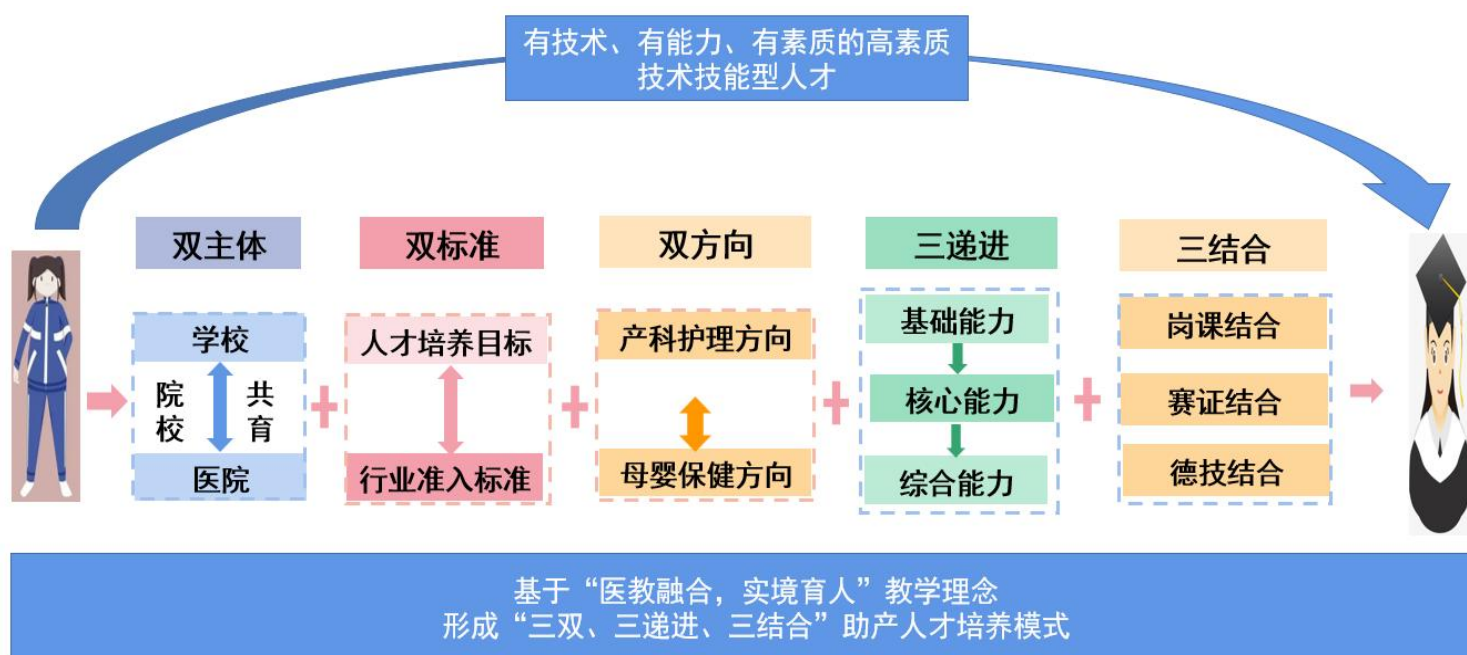 有技术、有能力、有素质的高素质
技术技能型人才
双主体
双标准
双方向
三递进
三结合
学校
院校
共育
医院
人才培养目标
行业准入标准
产科护理方向
母婴保健方向
基础能力
核心能力
综合能力
岗课结合
赛证结合
德技结合
基于“医教融合，实境育人”教学理念
形成“三双、三递进、三结合”助产人才培养模式